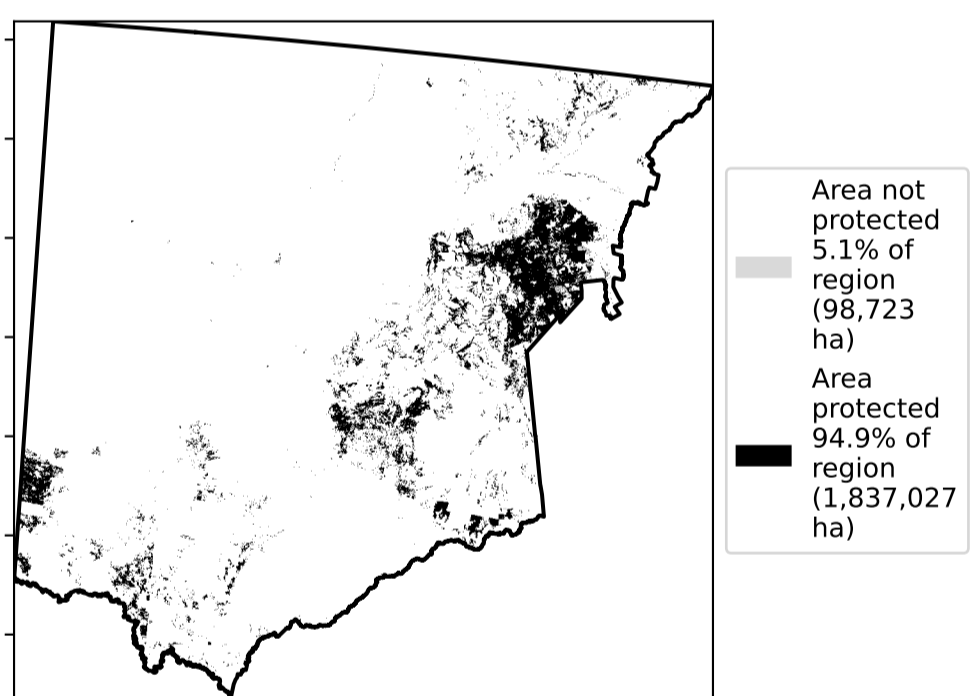 Area not
protected
5.1% of
region
(98,723
ha)
Area
protected
94.9% of
region
(1,837,027
ha)